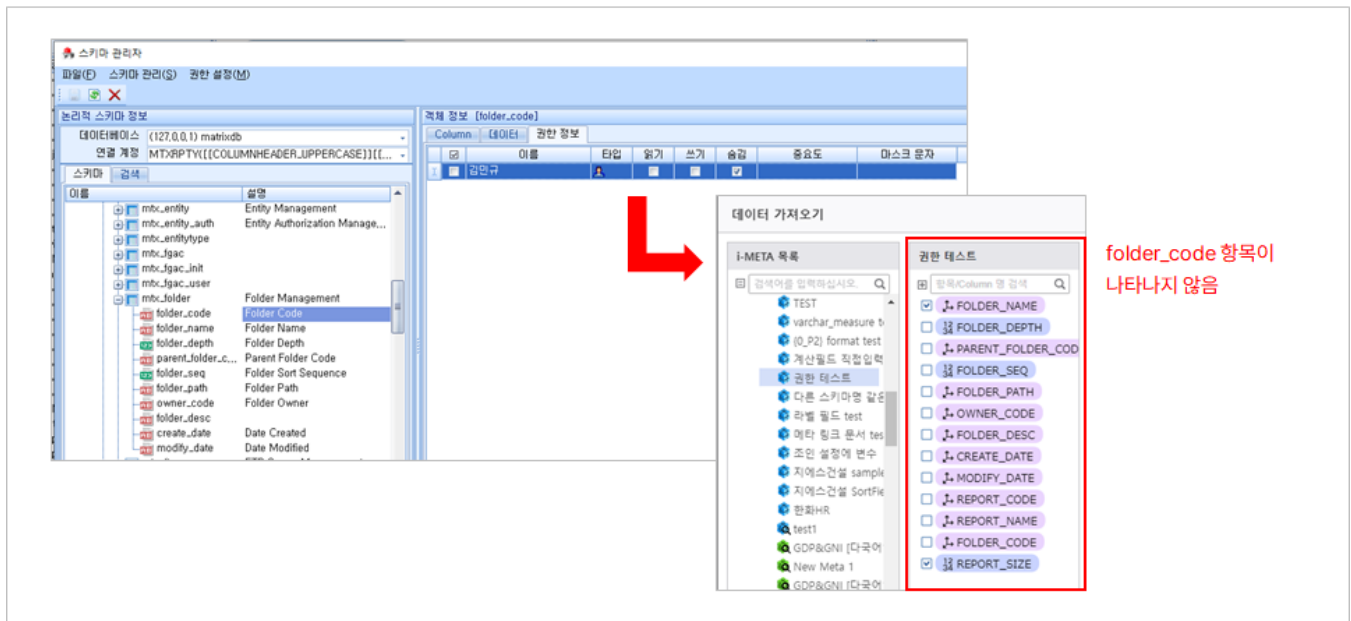 스키마 관리자
파일(F) 스키마 관리(S) 권한 설정(M)
논리적 스키마 정보
데이터베이스 (127,0,0,1) matrixdb
연결 계정 MTXRPTY([[COLUMNHEADER_UPPERCASE]][[...
스키마 검색
이름 설명
mtx_entity Entity Management
mtx_entity_auth Entity Authorization Manage...
mtx_entitytype
mtx_fgac
mtx_fgac_init
mtx_fgac_user
mtx_folder Folder Management
folder_code Folder Code
folder_name Folder Name
folder_depth Folder Depth
parent_folder_c... Parent Folder Code
folder_seq Folder Sort Sequence
folder_path Folder Path
owner_code Folder Owner
folder_desc
create_date Date Created
modify_date Date Modified
객체 정보 [folder_code]
Column 데이터 권한 정보
이름 타입 읽기 쓰기 숨김 중요도 마스크 문자
김민규
데이터 가져오기
i-META 목록
검색어를 입력하십시오.
TEST
varchar_measure te
{0_P2} format test
계산필드 직접입력
권한 테스트
다른 스키마명 같은
라벨 필드 test
메타 링크 문서 tes
조인 설정에 변수
지에스건설 sample
지에스건설 SortFie
한화HR
test1
GDP&GNI [다국어
New Meta 1
GDP&GNI [다국어
권한 테스트
항목/Column 명 검색
FOLDER_NAME
FOLDER_DEPTH
PARENT_FOLDER_COD
FOLDER_SEQ
FOLDER_PATH
OWNER_CODE
FOLDER_DESC
CREATE_DATE
MODIFY_DATE
REPORT_CODE
REPORT_NAME
FOLDER_CODE
REPORT_SIZE
folder_code 항목이
나타나지 않음